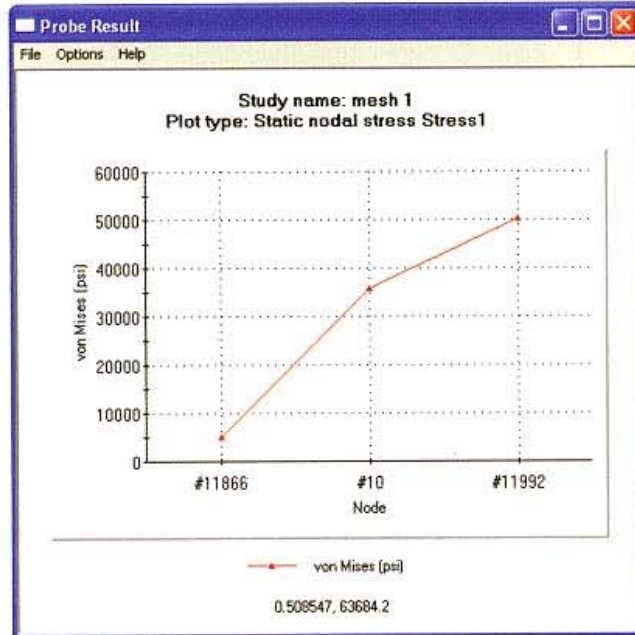 Probe Result
File Options Help
Study name: mesh 1
Plot type: Static nodal stress Stress1
60000
50000
40000
30000
20000
10000
0
von Mises (psi)
#11866 #10 #11992
Node
von Mises (psi)
0.508547, 63684.2